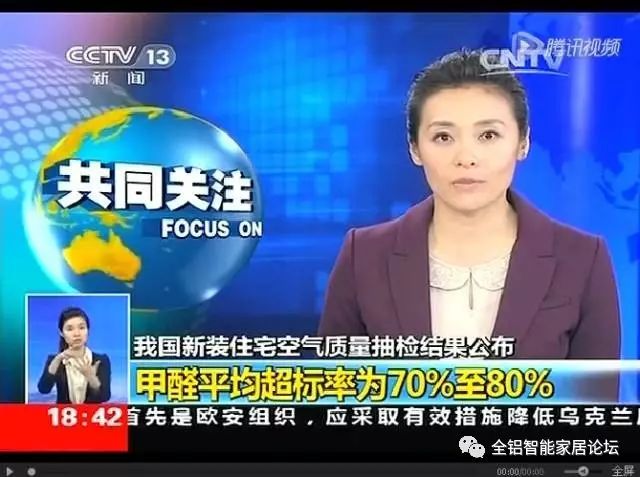 CCTV 13
新闻
腾讯视频
CNTV
共同关注
FOCUS ON
我国新装住宅空气质量抽检结果公布
甲醛平均超标率为70%至80%
18:42
首先是欧安组织，应采取有效措施降低乌克兰
全铝智能家居论坛
00:00/00:00
全屏